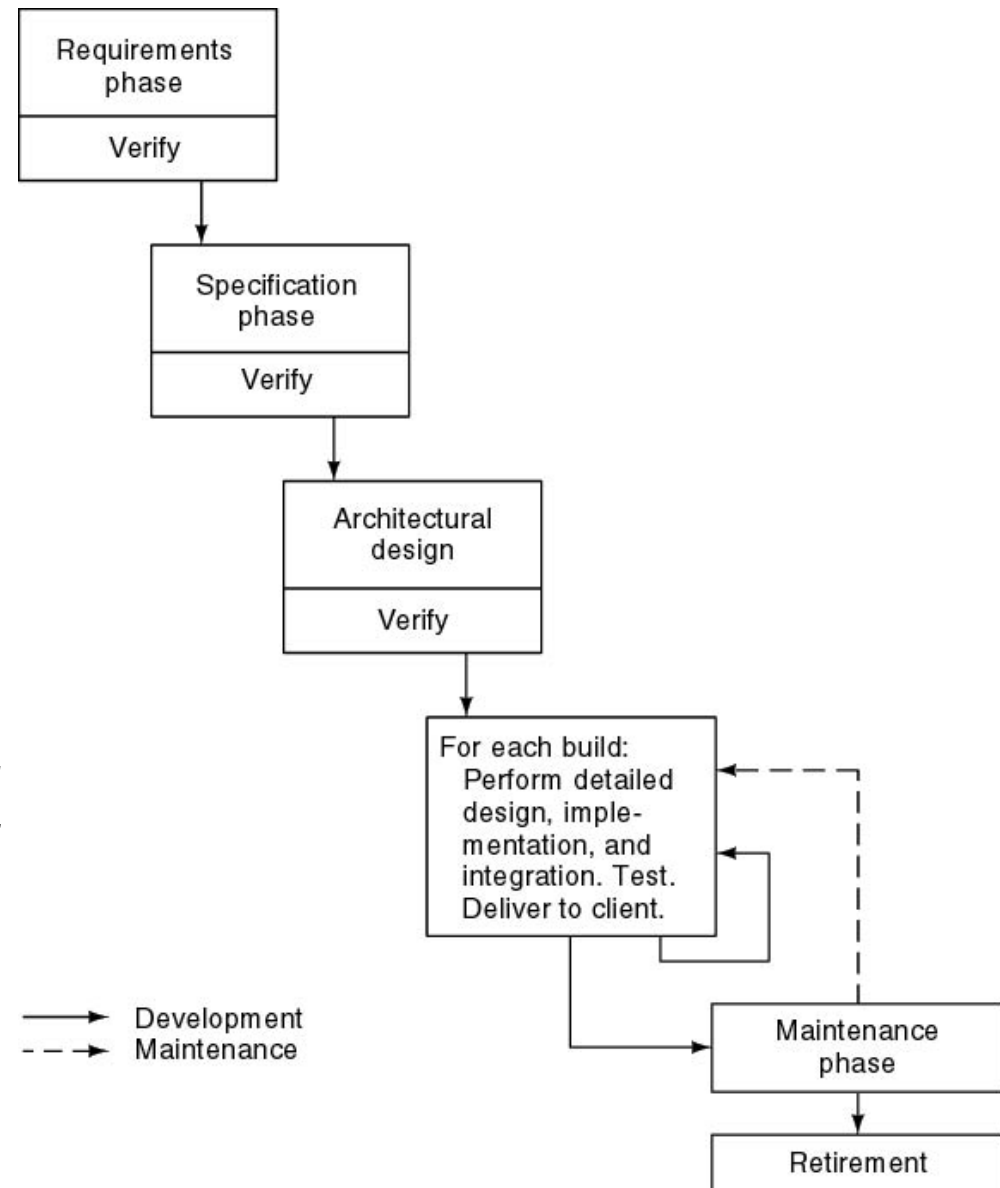 Requirements
phase
Verify
Specification
phase
Verify
Architectural
design
Verify
For each build:
Perform detailed
design, imple-
mentation, and
integration. Test.
Deliver to client.
Development
Maintenance
Maintenance
phase
Retirement